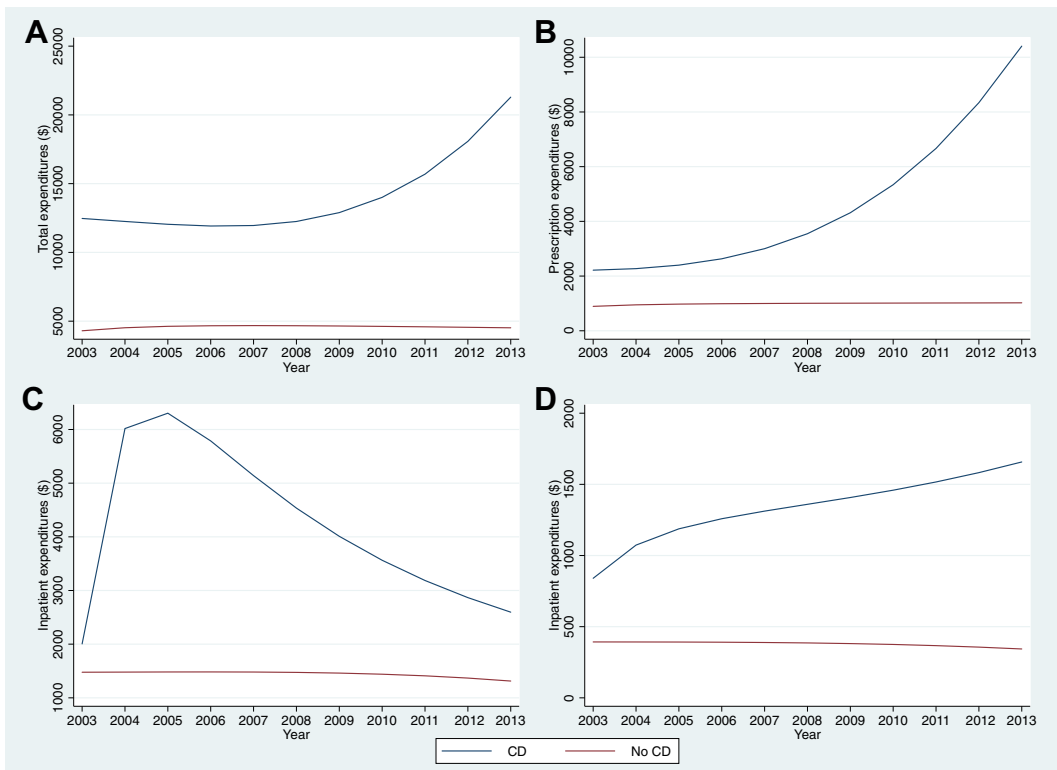 A
Total expenditures ($)
25000
20000
15000
10000
5000
2003 2004 2005 2006 2007 2008 2009 2010 2011 2012 2013
Year
B
Prescription expenditures ($)
10000
8000
6000
4000
2000
0
2003 2004 2005 2006 2007 2008 2009 2010 2011 2012 2013
Year
C
Inpatient expenditures ($)
6000
5000
4000
3000
2000
1000
2003 2004 2005 2006 2007 2008 2009 2010 2011 2012 2013
Year
D
Inpatient expenditures ($)
2000
1500
1000
500
0
2003 2004 2005 2006 2007 2008 2009 2010 2011 2012 2013
Year
CD No CD